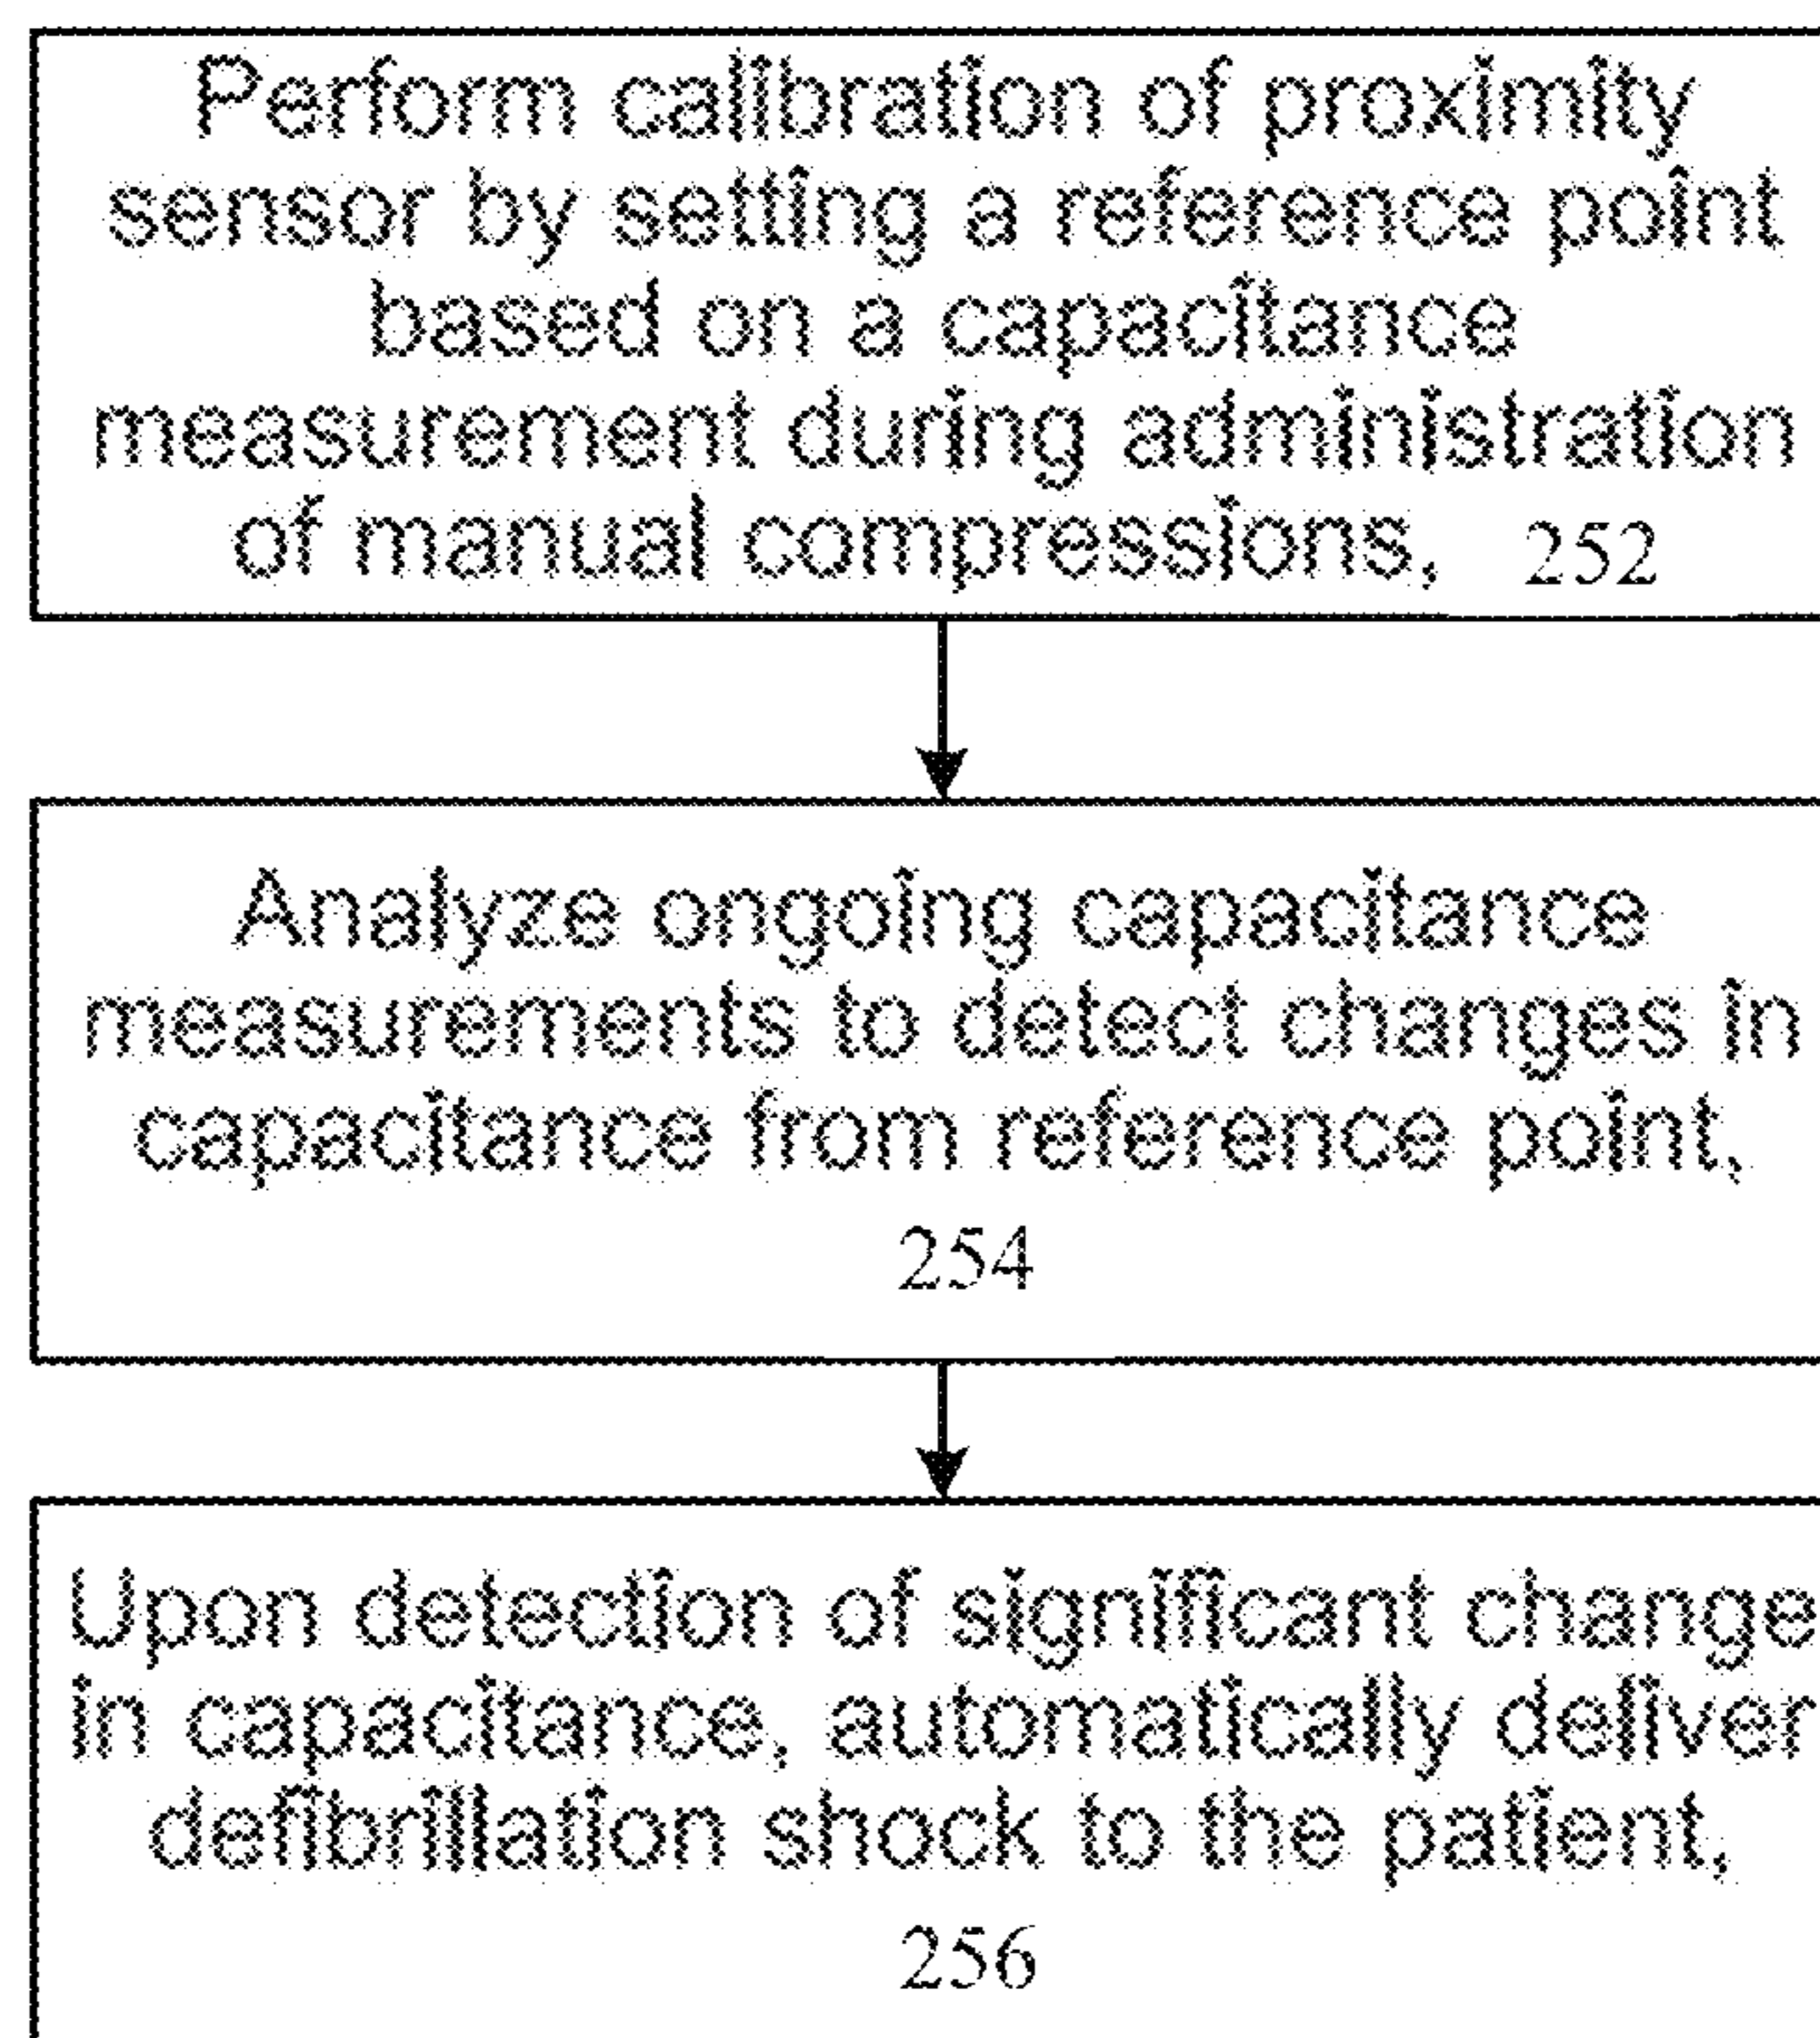 Perform calibration of proximity
sensor by setting a reference point
based on a capacitance
measurement during administration
of manual compressions, 252
Analyze ongoing capacitance
measurements to detect changes in
capacitance from reference point,
254
Upon detection of significant change
in capacitance, automatically deliver
defibrillation shock to the patient,
256